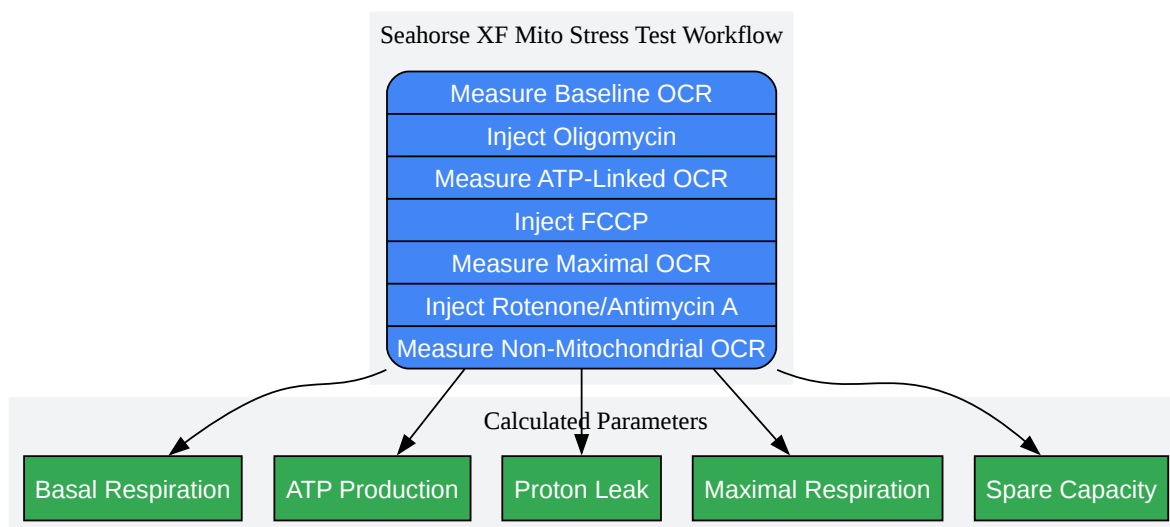 Seahorse XF Mito Stress Test Workflow
Measure Baseline OCR
Inject Oligomycin
Measure ATP-Linked OCR
Inject FCCP
Measure Maximal OCR
Inject Rotenone/Antimycin A
Measure Non-Mitochondrial OCR
Calculated Parameters
Basal Respiration
ATP Production
Proton Leak
Maximal Respiration
Spare Capacity